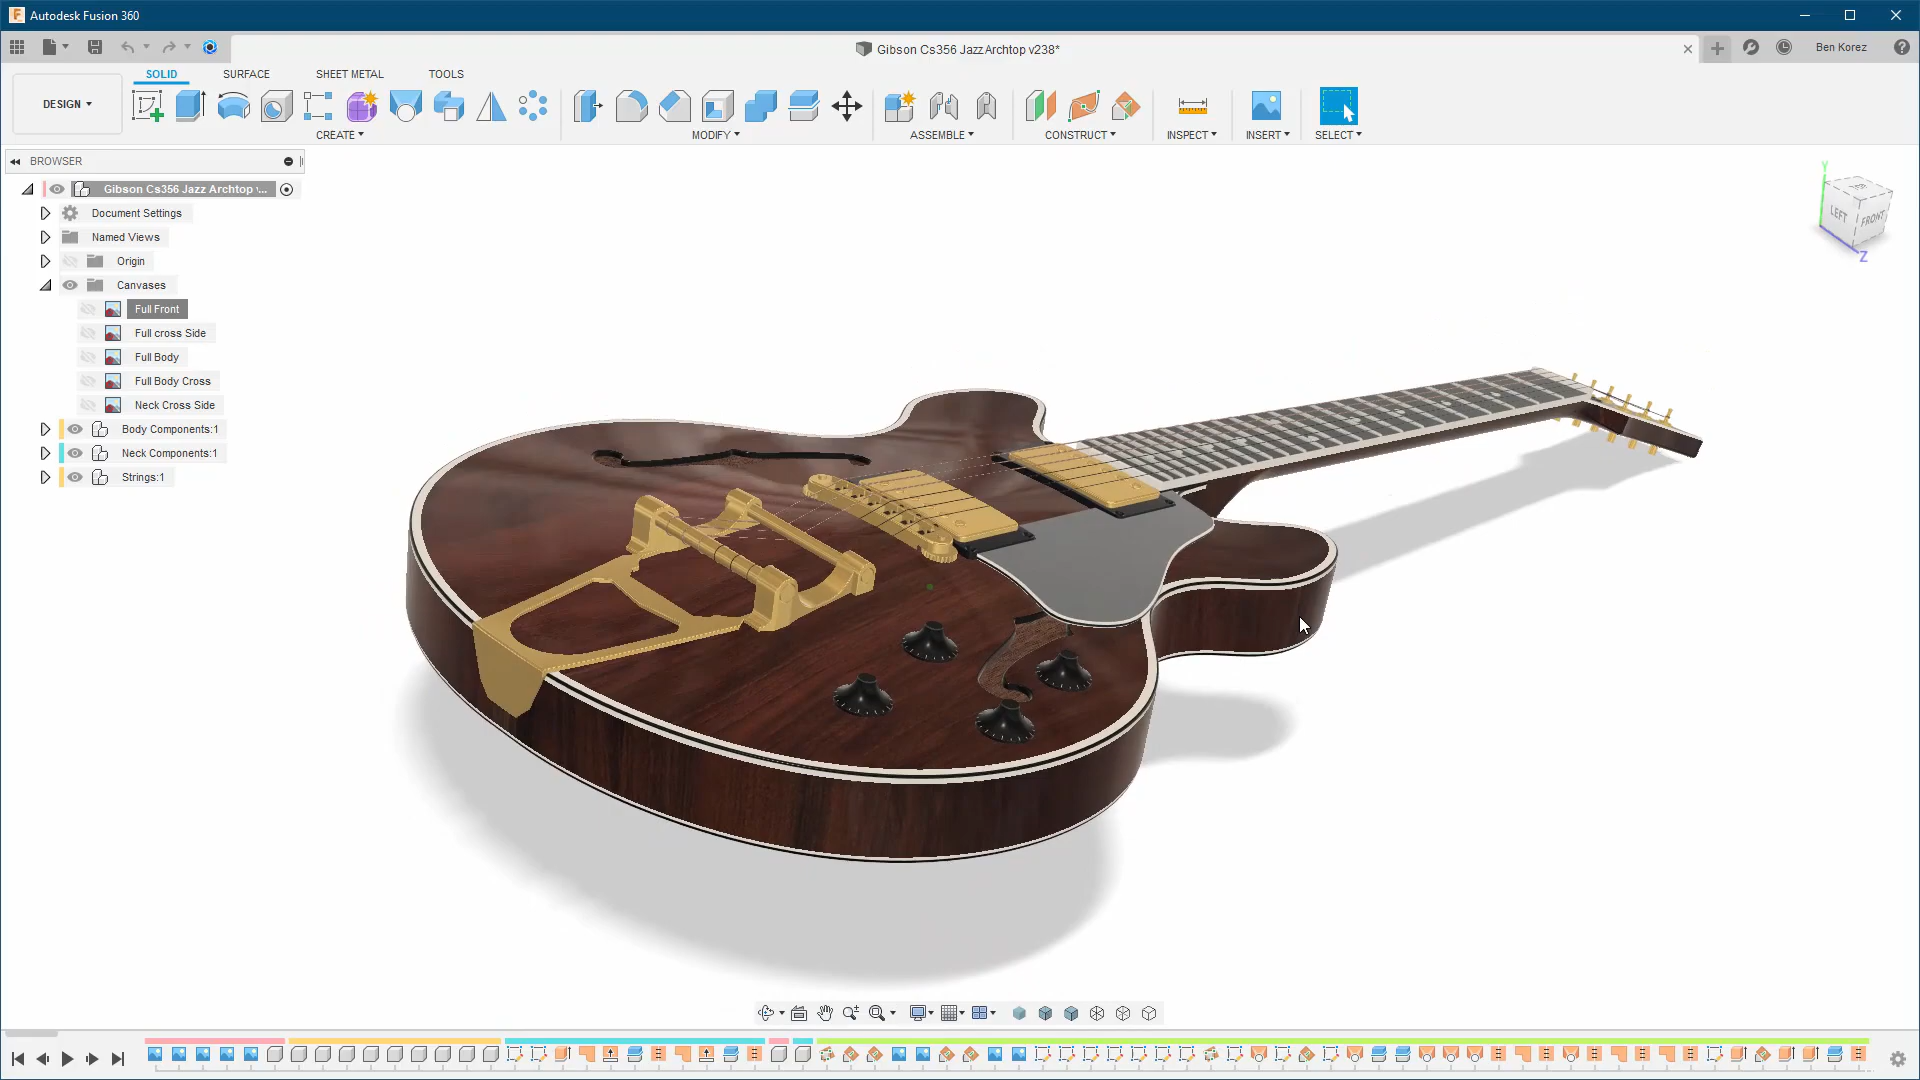 Autodesk Fusion 360
Gibson Cs356 Jazz Archtop v238*
Ben Korez
SOLID
SURFACE
SHEET METAL
TOOLS
DESIGN
CREATE
MODIFY
ASSEMBLE
CONSTRUCT
INSPECT
INSERT
SELECT
BROWSER
Gibson Cs356 Jazz Archtop v...
Document Settings
Named Views
Origin
Canvases
Full Front
Full cross Side
Full Body
Full Body Cross
Neck Cross Side
Body Components:1
Neck Components:1
Strings:1
Y
LEFT
FRONT
Z